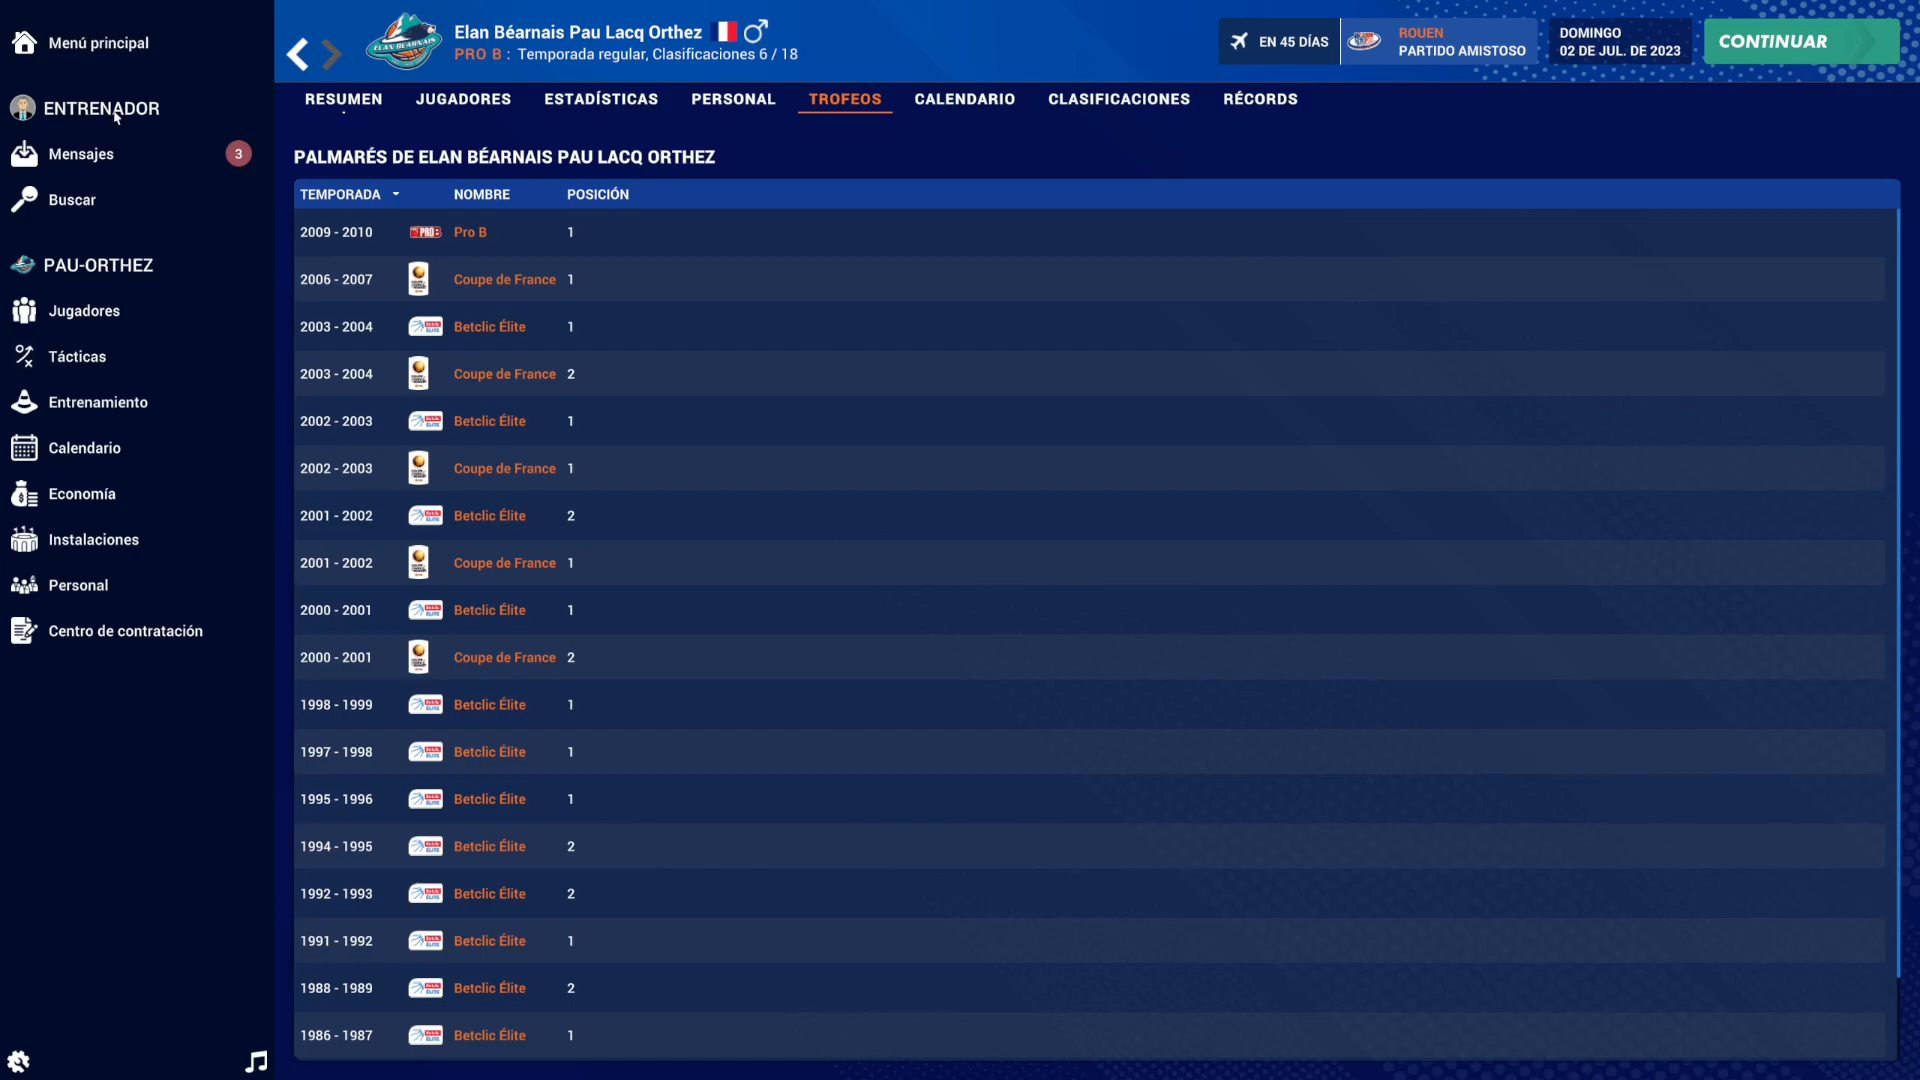 Menú principal
ENTRENADOR
Mensajes 3
Buscar
PAU-ORTHEZ
Jugadores
Tácticas
Entrenamiento
Calendario
Economía
Instalaciones
Personal
Centro de contratación
Elan Béarnais Pau Lacq Orthez
PRO B : Temporada regular, Clasificaciones 6 / 18
EN 45 DÍAS
ROUEN
PARTIDO AMISTOSO
DOMINGO
02 DE JUL. DE 2023
CONTINUAR
RESUMEN JUGADORES ESTADÍSTICAS PERSONAL TROFEOS CALENDARIO CLASIFICACIONES RÉCORDS
PALMARÉS DE ELAN BÉARNAIS PAU LACQ ORTHEZ
TEMPORADA NOMBRE POSICIÓN
2009 - 2010 PRO B Pro B 1
2006 - 2007 Coupe de France 1
2003 - 2004 Betclic Élite 1
2003 - 2004 Coupe de France 2
2002 - 2003 Betclic Élite 1
2002 - 2003 Coupe de France 1
2001 - 2002 Betclic Élite 2
2001 - 2002 Coupe de France 1
2000 - 2001 Betclic Élite 1
2000 - 2001 Coupe de France 2
1998 - 1999 Betclic Élite 1
1997 - 1998 Betclic Élite 1
1995 - 1996 Betclic Élite 1
1994 - 1995 Betclic Élite 2
1992 - 1993 Betclic Élite 2
1991 - 1992 Betclic Élite 1
1988 - 1989 Betclic Élite 2
1986 - 1987 Betclic Élite 1